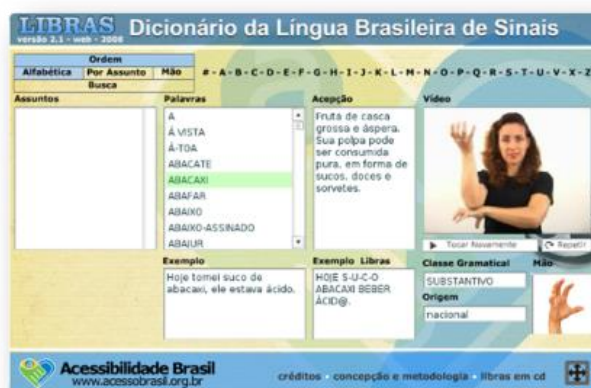 LIBRAS Dicionário da Língua Brasileira de Sinais
versão 2.1 - web - 2008
Ordem
Alfabética Por Assunto Mão
Busca
# - A - B - C - D - E - F - G - H - I - J - K - L - M - N - O - P - Q - R - S - T - U - V - X - Z
Assuntos
Palavras
A
À VISTA
À-TOA
ABACATE
ABACAXI
ABAFAR
ABAIXO
ABAIXO-ASSINADO
ABAJUR
Acepção
Fruta de casca
grossa e áspera.
Sua polpa pode
ser consumida
pura, em forma de
sucos, doces e
sorvetes.
Vídeo
Tocar Novamente Repetir
Exemplo
Hoje tomei suco de
abacaxi, ele estava ácido.
Exemplo Libras
HOJE S-U-C-O
ABACAXI BEBER
ÁCID@.
Classe Gramatical
SUBSTANTIVO
Origem
nacional
Mão
Acessibilidade Brasil
www.acessobrasil.org.br
créditos - concepção e metodologia - libras em cd